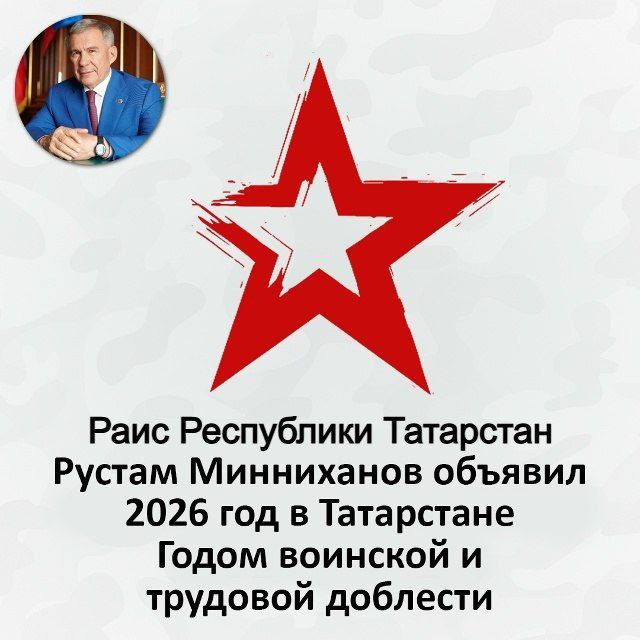 Раис Республики Татарстан
Рустам Минниханов объявил
2026 год в Татарстане
Годом воинской и
трудовой доблести